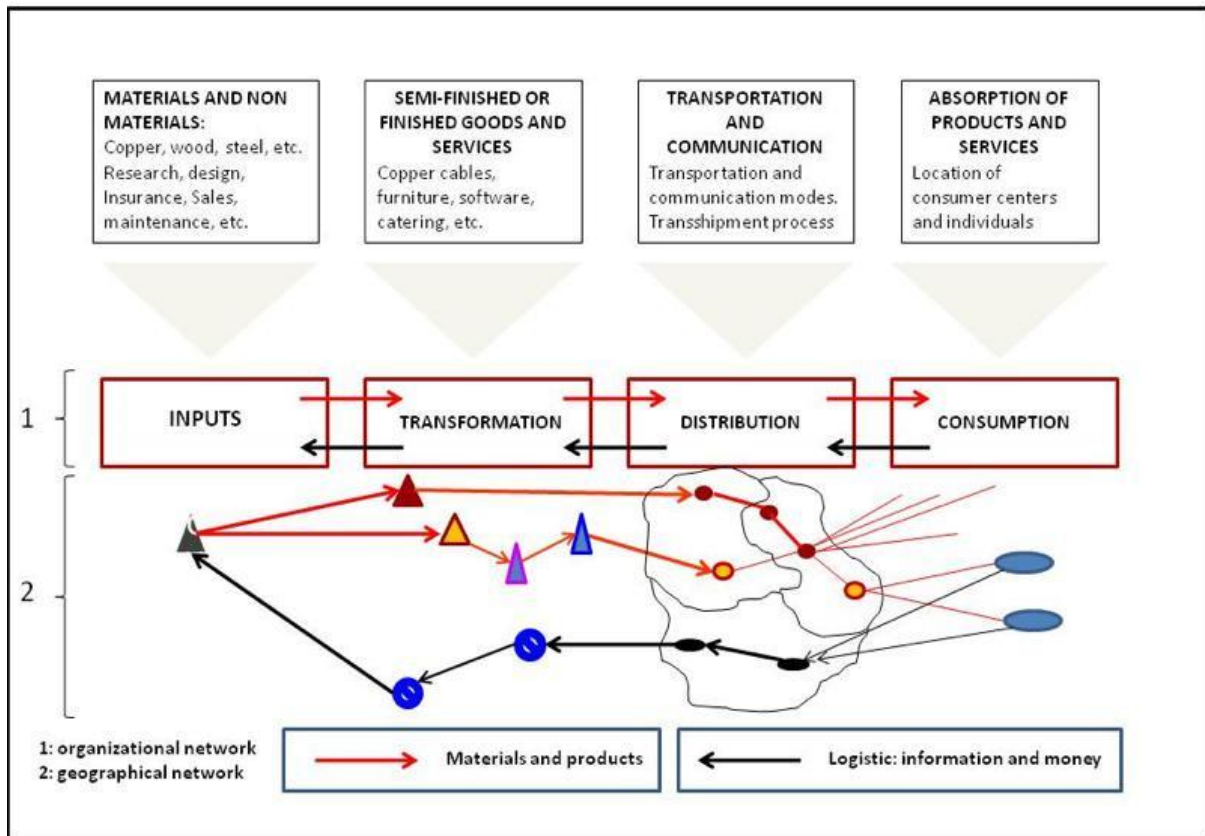 MATERIALS AND NON
MATERIALS:
Copper, wood, steel, etc.
Research, design,
Insurance, Sales,
maintenance, etc.
SEMI-FINISHED OR
FINISHED GOODS AND
SERVICES
Copper cables,
furniture, software,
catering, etc.
TRANSPORTATION
AND
COMMUNICATION
Transportation and
communication modes.
Transshipment process
ABSORPTION OF
PRODUCTS AND
SERVICES
Location of
consumer centers
and individuals
1
INPUTS
TRANSFORMATION
DISTRIBUTION
CONSUMPTION
2
1: organizational network
2: geographical network
Materials and products
Logistic: information and money